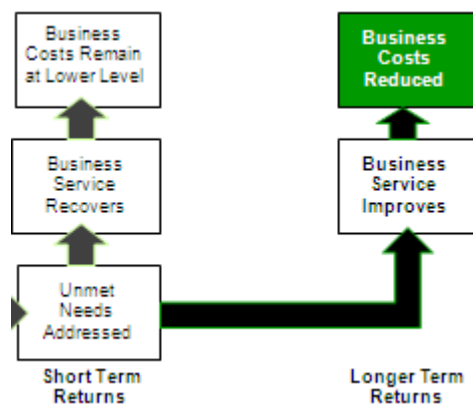 Business
Costs Remain
at Lower Level
Business
Costs
Reduced
Business
Service
Recovers
Business
Service
Improves
Unmet
Needs
Addressed
Short Term
Returns
Longer Term
Returns